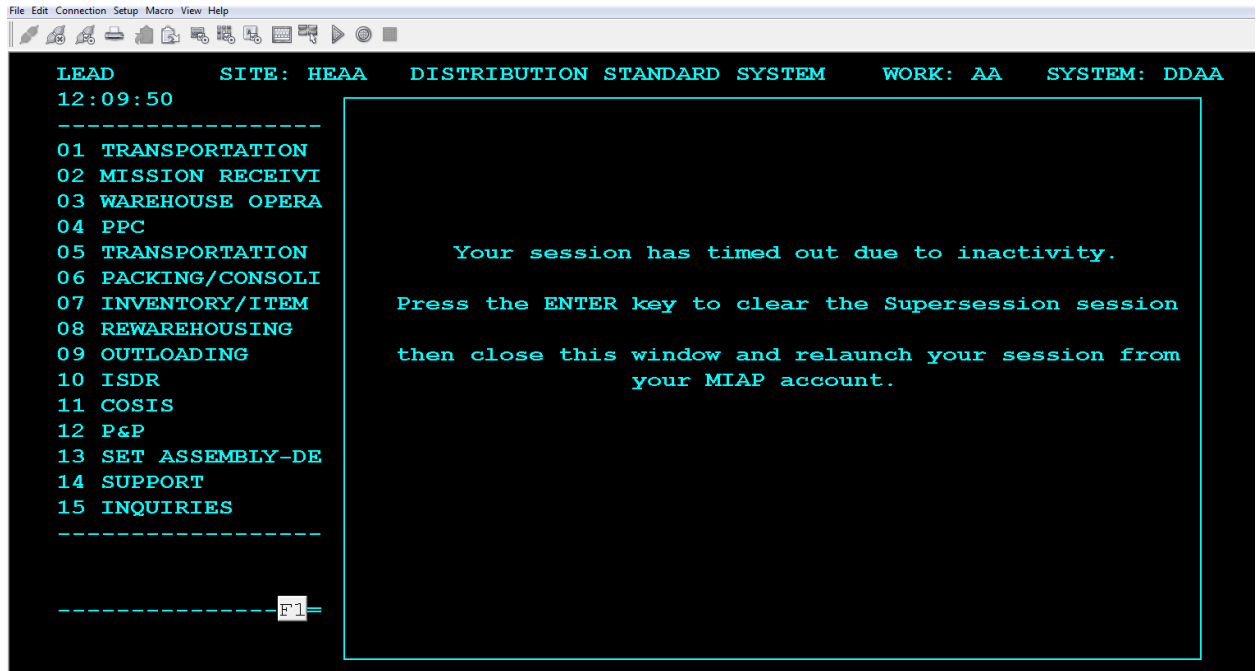 File Edit Connection Setup Macro View Help
LEAD SITE: HEAA DISTRIBUTION STANDARD SYSTEM WORK: AA SYSTEM: DDAA
12:09:50
-------------------
01 TRANSPORTATION
02 MISSION RECEIVI
03 WAREHOUSE OPERA
04 PPC
05 TRANSPORTATION
06 PACKING/CONSOLI
07 INVENTORY/ITEM
08 REWAREHOUSING
09 OUTLOADING
10 ISDR
11 COSIS
12 P&P
13 SET ASSEMBLY-DE
14 SUPPORT
15 INQUIRIES
-------------------
----------------F1=
Your session has timed out due to inactivity.
Press the ENTER key to clear the Supersession session
then close this window and relaunch your session from
your MIAP account.